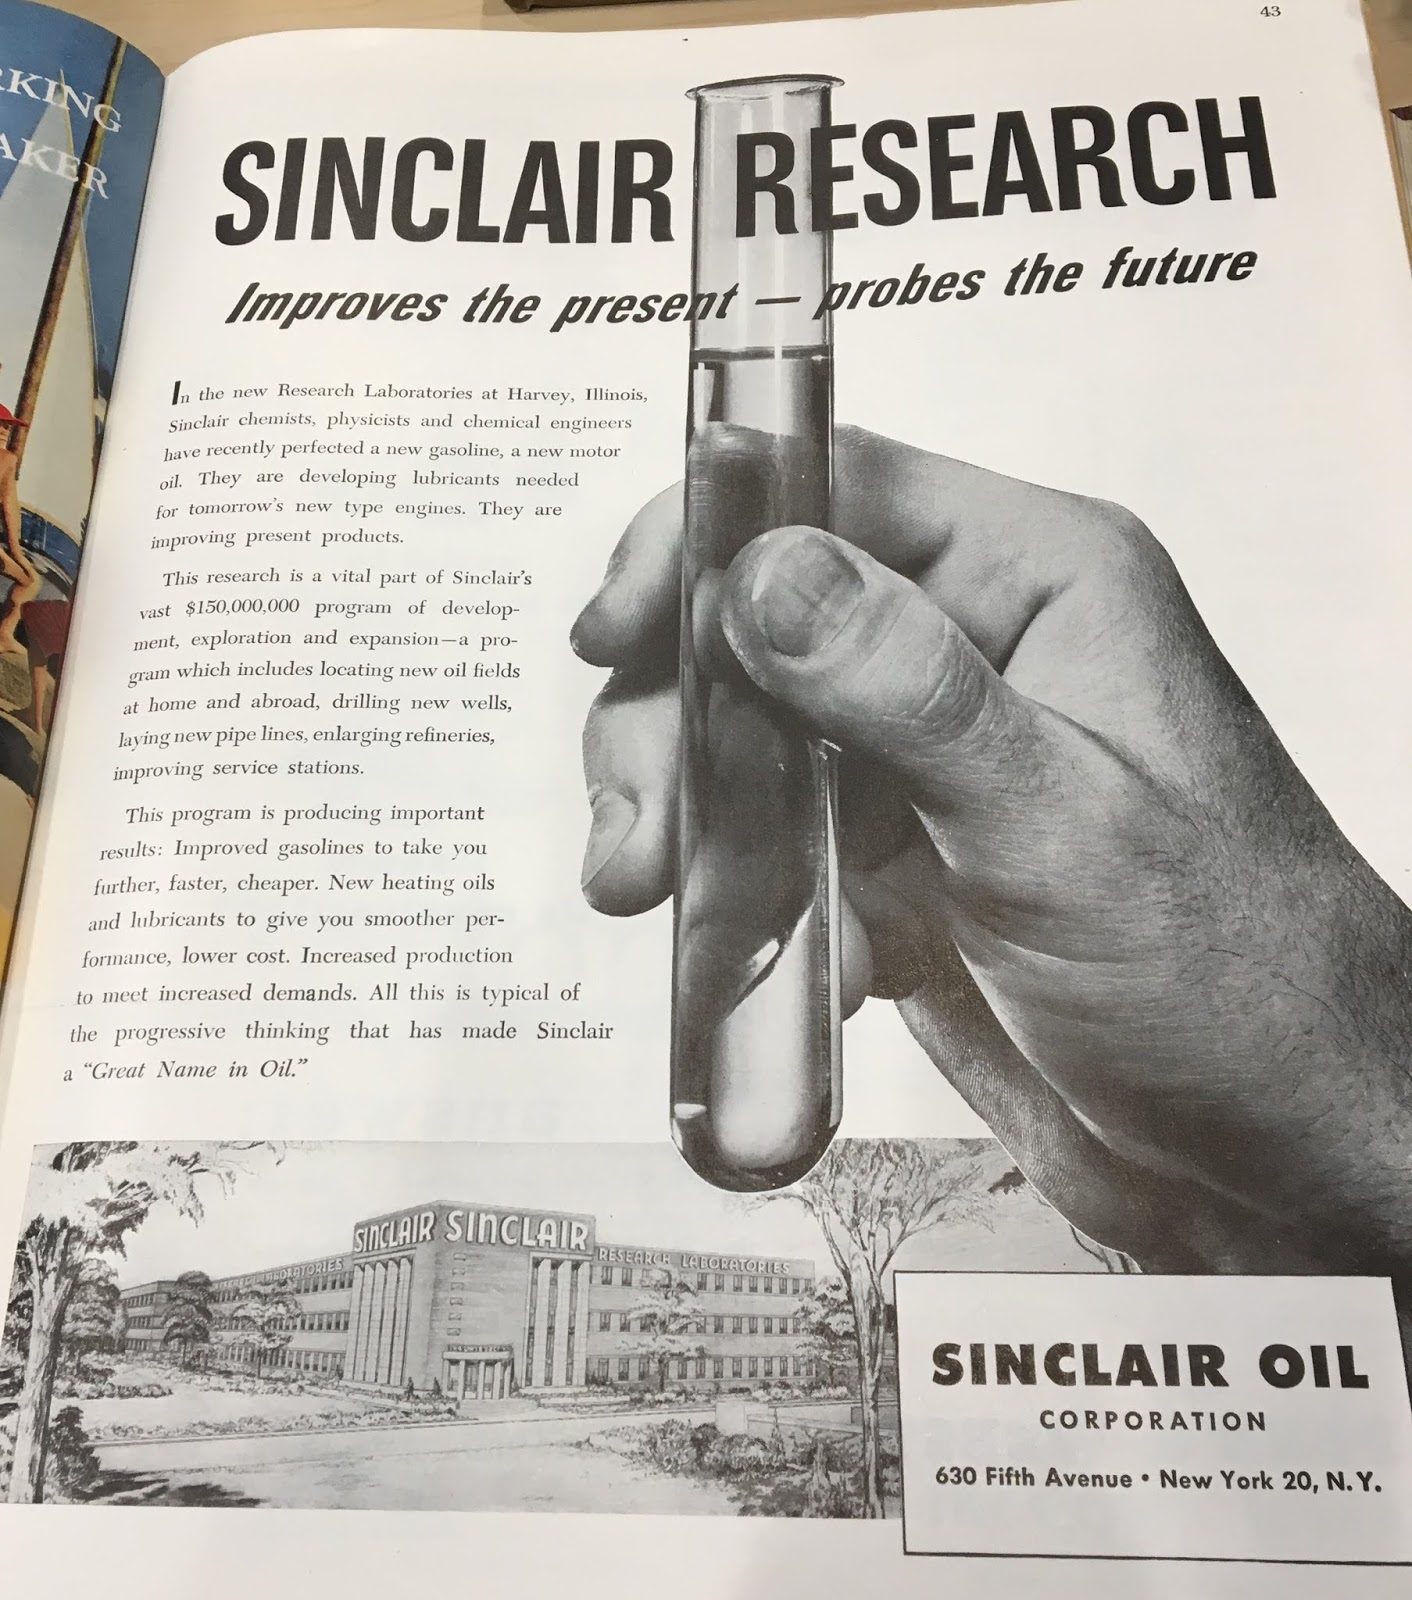 43
RKING
AKER
SINCLAIR RESEARCH
Improves the present — probes the future
In the new Research Laboratories at Harvey, Illinois,
Sinclair chemists, physicists and chemical engineers
have recently perfected a new gasoline, a new motor
oil. They are developing lubricants needed
for tomorrow's new type engines. They are
improving present products.
This research is a vital part of Sinclair's
vast $150,000,000 program of develop-
ment, exploration and expansion—a pro-
gram which includes locating new oil fields
at home and abroad, drilling new wells,
laying new pipe lines, enlarging refineries,
improving service stations.
This program is producing important
results: Improved gasolines to take you
further, faster, cheaper. New heating oils
and lubricants to give you smoother per-
formance, lower cost. Increased production
to meet increased demands. All this is typical of
the progressive thinking that has made Sinclair
a “Great Name in Oil.”
SINCLAIR SINCLAIR
RESEARCH LABORATORIES RESEARCH LABORATORIES
SINCLAIR OIL
CORPORATION
630 Fifth Avenue • New York 20, N.Y.